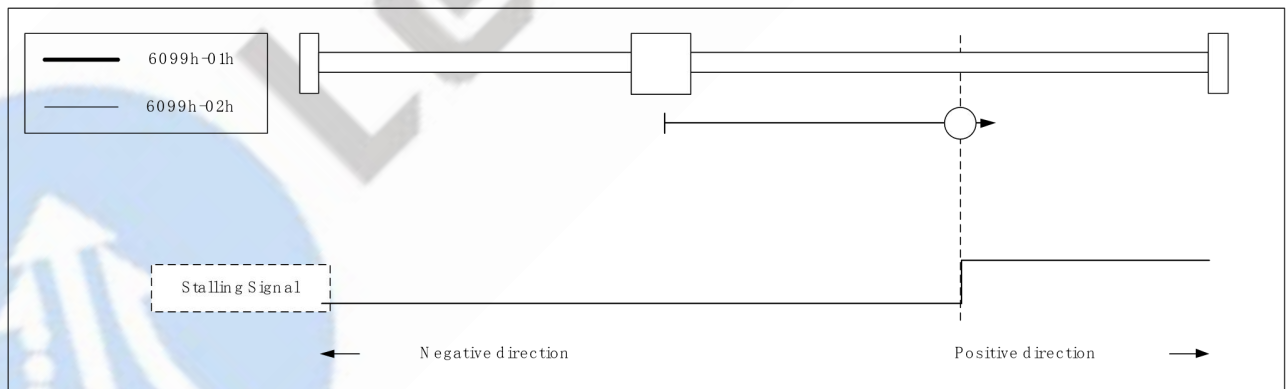 6099h-01h
6099h-02h
Stalling Signal
Negative direction
Positive direction